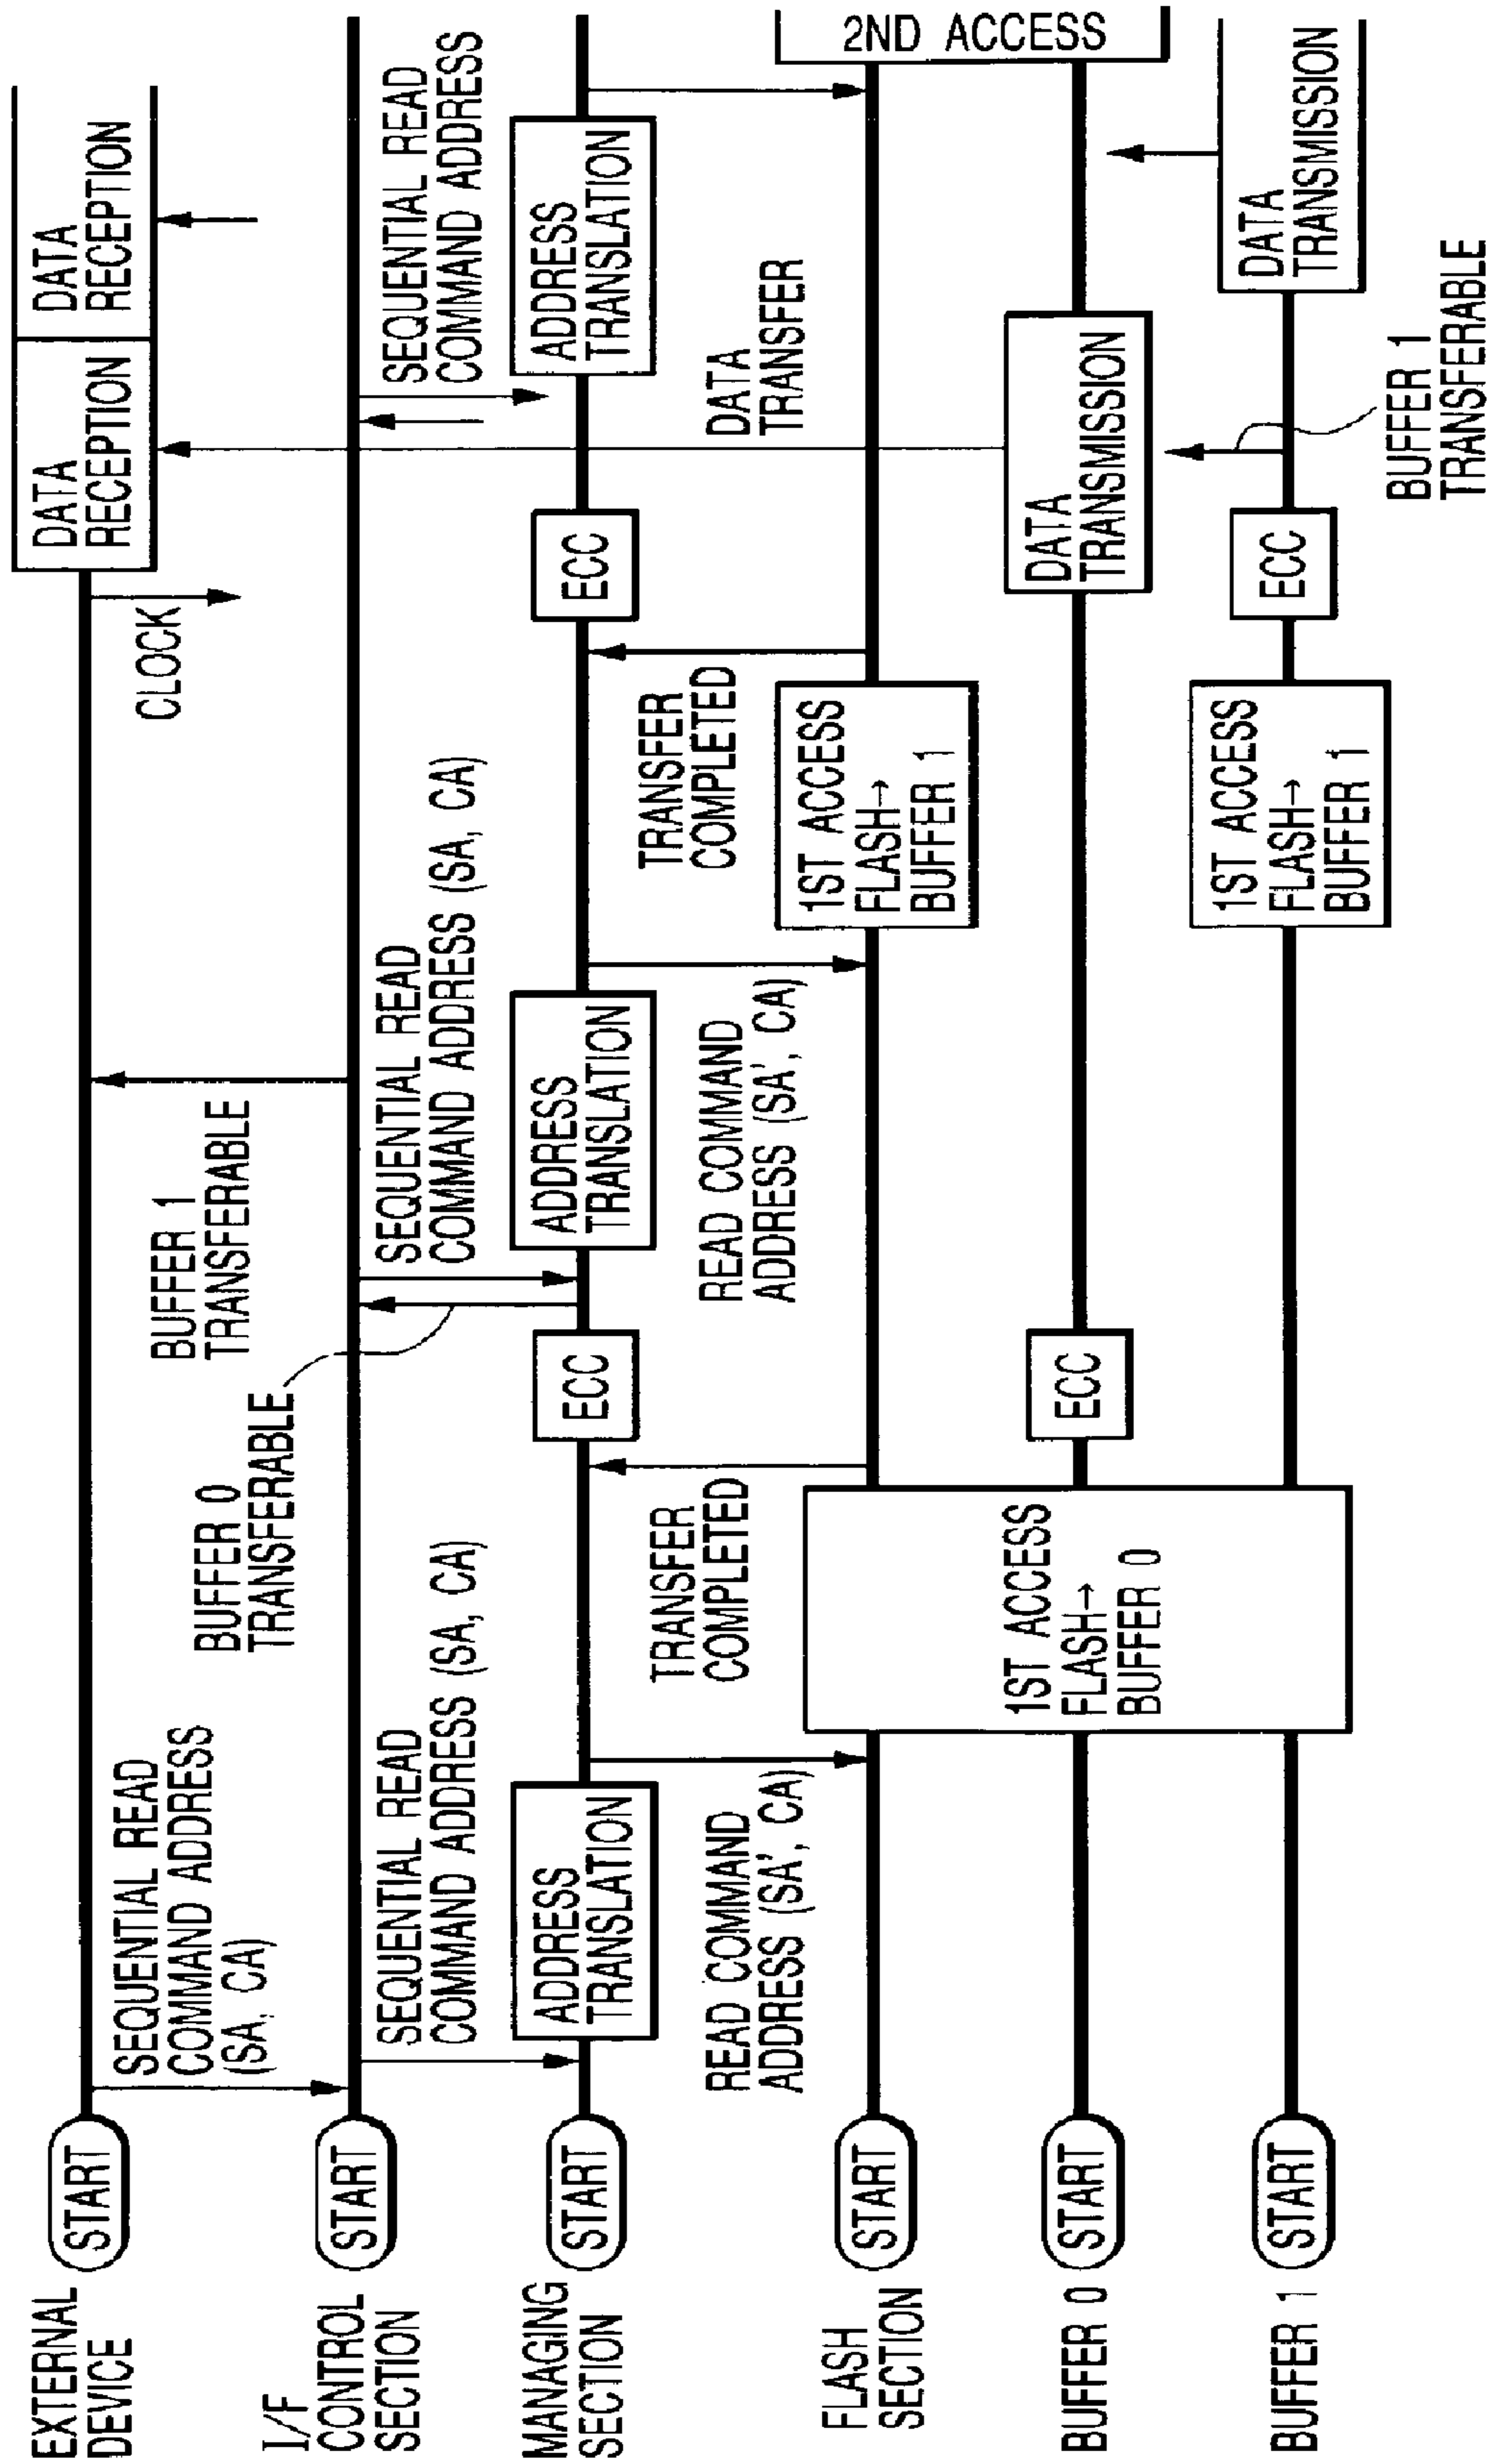 EXTERNAL
DEVICE
START
SEQUENTIAL READ
COMMAND ADDRESS
(SA, CA)
BUFFER 0
TRANSFERABLE
BUFFER 1
TRANSFERABLE
CLOCK
DATA
RECEPTION
DATA
RECEPTION
I/F
CONTROL
SECTION
START
SEQUENTIAL READ
COMMAND ADDRESS (SA, CA)
SEQUENTIAL READ
COMMAND ADDRESS (SA, CA)
SEQUENTIAL READ
COMMAND ADDRESS
MANAGING
SECTION
START
ADDRESS
TRANSLATION
ECC
ADDRESS
TRANSLATION
ECC
ADDRESS
TRANSLATION
READ COMMAND
ADDRESS (SA', CA)
TRANSFER
COMPLETED
READ COMMAND
ADDRESS (SA', CA)
TRANSFER
COMPLETED
DATA
TRANSFER
FLASH
SECTION
START
1ST ACCESS
FLASH→
BUFFER 0
1ST ACCESS
FLASH→
BUFFER 1
2ND ACCESS
BUFFER 0
START
ECC
DATA
TRANSMISSION
BUFFER 1
START
1ST ACCESS
FLASH→
BUFFER 1
ECC
DATA
TRANSMISSION
BUFFER 1
TRANSFERABLE